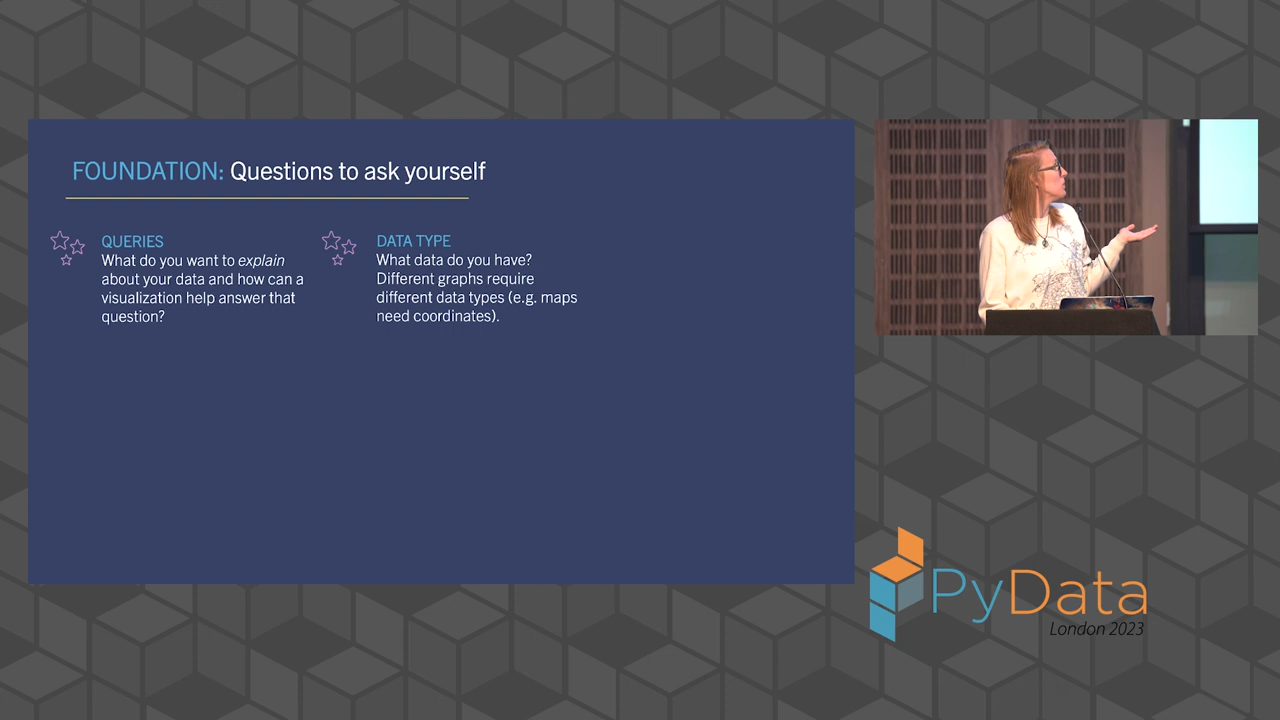 FOUNDATION: Questions to ask yourself
QUERIES
What do you want to explain
about your data and how can a
visualization help answer that
question?
DATA TYPE
What data do you have?
Different graphs require
different data types (e.g. maps
need coordinates).
PyData
London 2023